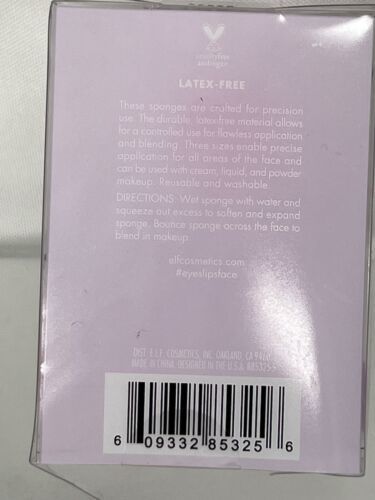 crueltyfree
andvegan
LATEX-FREE
These sponges are crafted for precision
use. The durable, latex-free material allows
for a controlled use for flawless application
and blending. Three sizes enable precise
application for all areas of the face and
can be used with cream, liquid, and powder
makeup. Reusable and washable.
DIRECTIONS: Wet sponge with water and
squeeze out excess to soften and expand
sponge. Bounce sponge across the face to
blend in makeup.
elfcosmetics.com
#eyeslipsface
DIST. E.L.F. COSMETICS, INC. OAKLAND, CA
MADE IN CHINA. DESIGNED IN THE U.S.A.
6 09332 85325 6